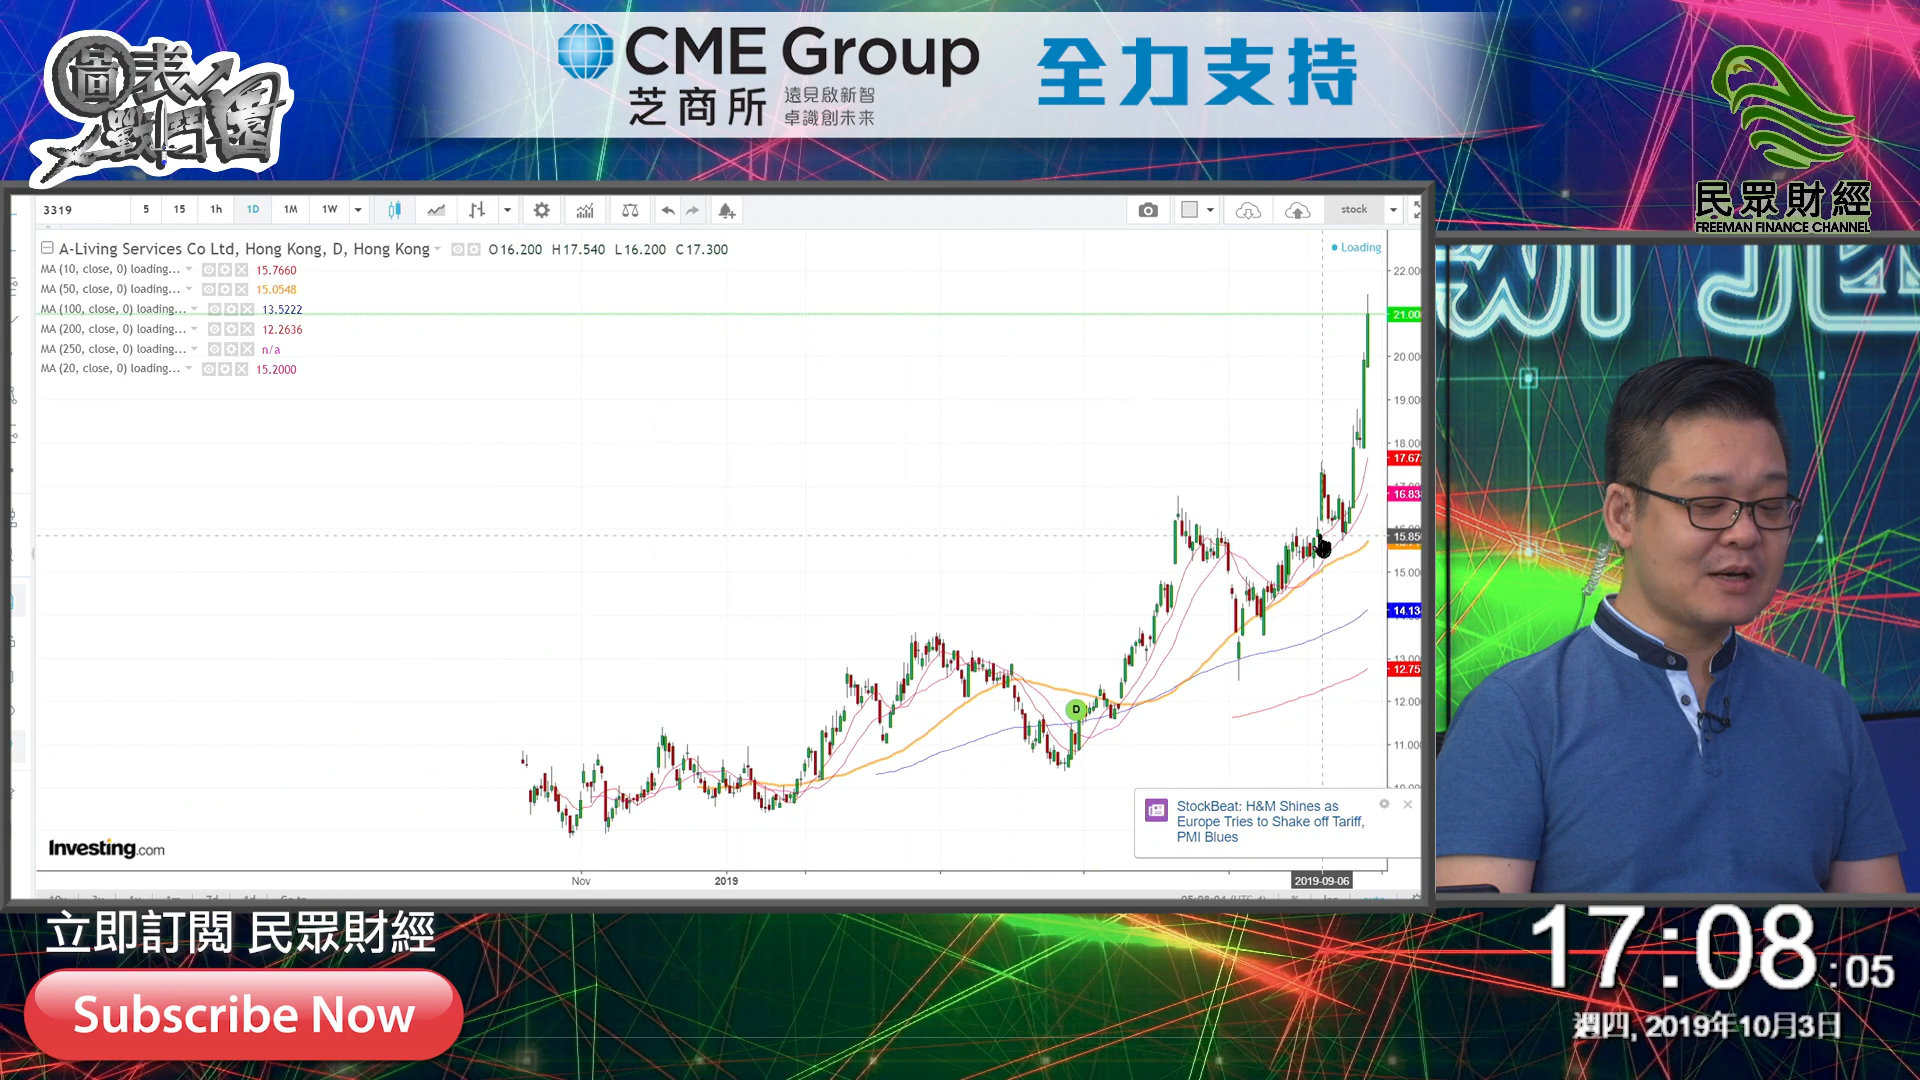 圖表
戰鬥團
CME Group
芝商所
遠見啟新智
卓識創未来
全力支持
民眾財經
FREEMAN FINANCE CHANNEL
3319 5 15 1h 1D 1M 1W stock
A-Living Services Co Ltd, Hong Kong, D, Hong Kong O16.200 H17.540 L16.200 C17.300
Loading
MA (10, close, 0) loading... 15.7660
MA (50, close, 0) loading... 15.0548
MA (100, close, 0) loading... 13.5222
MA (200, close, 0) loading... 12.2636
MA (250, close, 0) loading... n/a
MA (20, close, 0) loading... 15.2000
22.00
21.00
20.00
19.00
18.00
17.67
16.83
15.85
15.00
14.13
13.00
12.75
12.00
11.00
D
StockBeat: H&M Shines as
Europe Tries to Shake off Tariff,
PMI Blues
Investing.com
Nov 2019 2019-09-06
立即訂閱 民眾財經
Subscribe Now
17:08:05
週四, 2019年10月3日